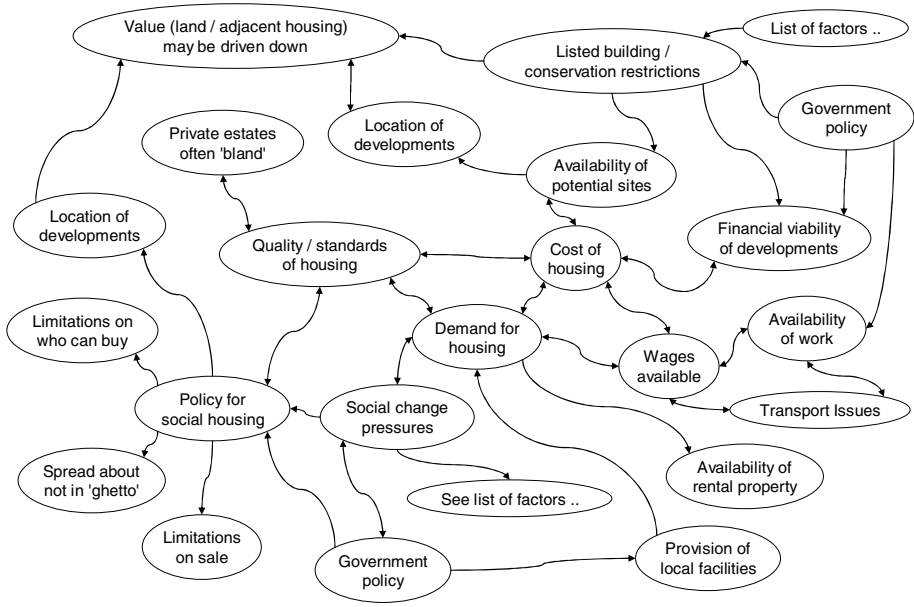 Value (land / adjacent housing)
may be driven down
Listed building /
conservation restrictions
List of factors ..
Government
policy
Private estates
often 'bland'
Location of
developments
Availability of
potential sites
Location of
developments
Quality / standards
of housing
Cost of
housing
Financial viability
of developments
Limitations on
who can buy
Demand for
housing
Wages
available
Availability
of work
Policy for
social housing
Social change
pressures
Transport Issues
Spread about
not in 'ghetto'
See list of factors ..
Availability of
rental property
Limitations
on sale
Government
policy
Provision of
local facilities